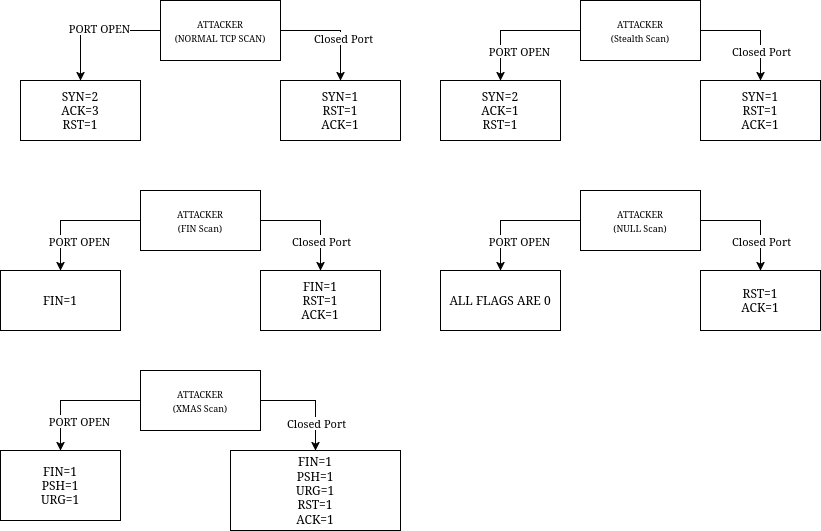 ATTACKER
(NORMAL TCP SCAN)
PORT OPEN
Closed Port
SYN=2
ACK=3
RST=1
SYN=1
RST=1
ACK=1
ATTACKER
(Stealth Scan)
PORT OPEN
Closed Port
SYN=2
ACK=1
RST=1
SYN=1
RST=1
ACK=1
ATTACKER
(FIN Scan)
PORT OPEN
Closed Port
FIN=1
FIN=1
RST=1
ACK=1
ATTACKER
(NULL Scan)
PORT OPEN
Closed Port
ALL FLAGS ARE 0
RST=1
ACK=1
ATTACKER
(XMAS Scan)
PORT OPEN
Closed Port
FIN=1
PSH=1
URG=1
FIN=1
PSH=1
URG=1
RST=1
ACK=1